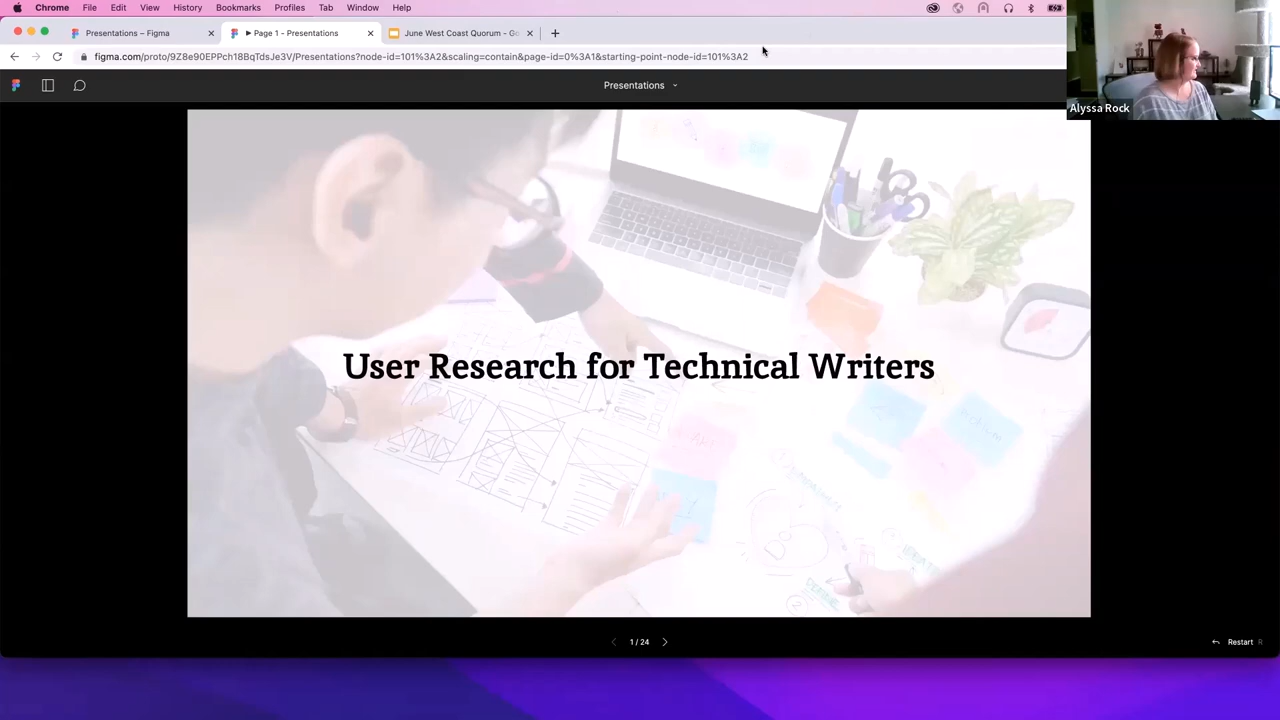 Chrome File Edit View History Bookmarks Profiles Tab Window Help
Presentations – Figma
Page 1 - Presentations
June West Coast Quorum - Go
figma.com/proto/9Z8e90EPPch18BqTdsJe3V/Presentations?node-id=101%3A2&scaling=contain&page-id=0%3A1&starting-point-node-id=101%3A2
Presentations
Alyssa Rock
User Research for Technical Writers
1 / 24
Restart R